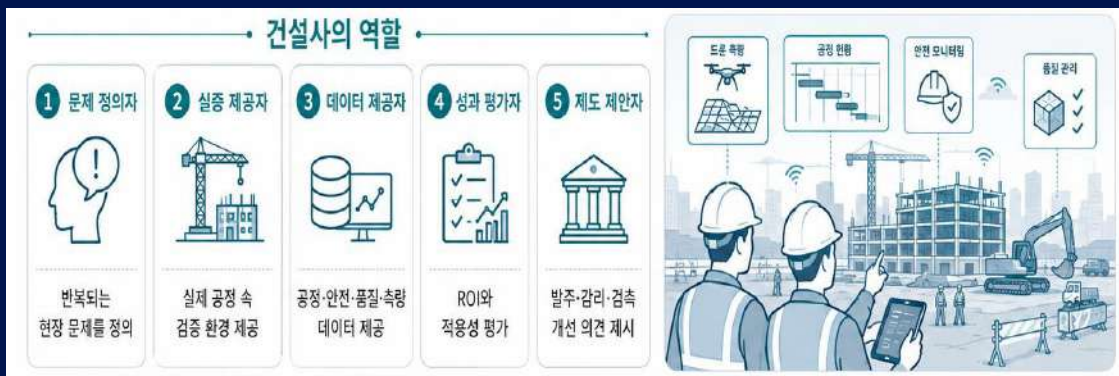 건설사의 역할
1 문제 정의자
반복되는
현장 문제를 정의
2 실증 제공자
실제 공정 속
검증 환경 제공
3 데이터 제공자
공정·안전·품질·측량
데이터 제공
4 성과 평가자
ROI와
적용성 평가
5 제도 제안자
발주·감리·검측
개선 의견 제시
드론 측량
공정 현황
안전 모니터링
품질 관리